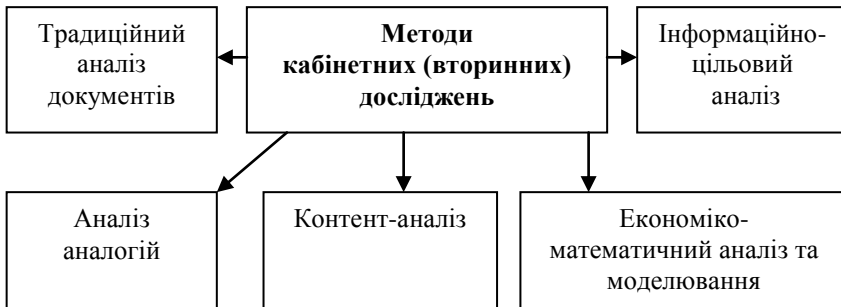 Традиційний
аналіз
документів
Методи
кабінетних (вторинних)
досліджень
Інформаційно-
цільовий
аналіз
Аналіз
аналогій
Контент-аналіз
Економіко-
математичний аналіз та
моделювання